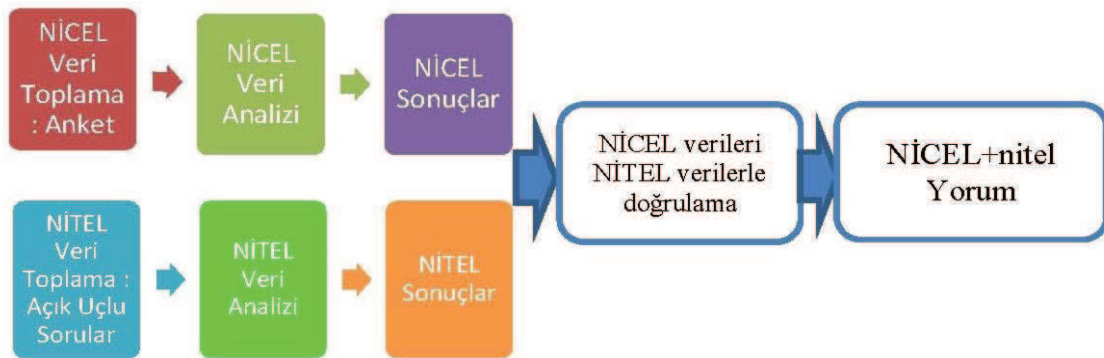 NİCEL
Veri
Toplama
: Anket
NİCEL
Veri
Analizi
NİCEL
Sonuçlar
NİTEL
Veri
Toplama :
Açık Uçlu
Sorular
NİTEL
Veri
Analizi
NİTEL
Sonuçlar
NİCEL verileri
NİTEL verilerle
doğrulama
NİCEL+nitel
Yorum